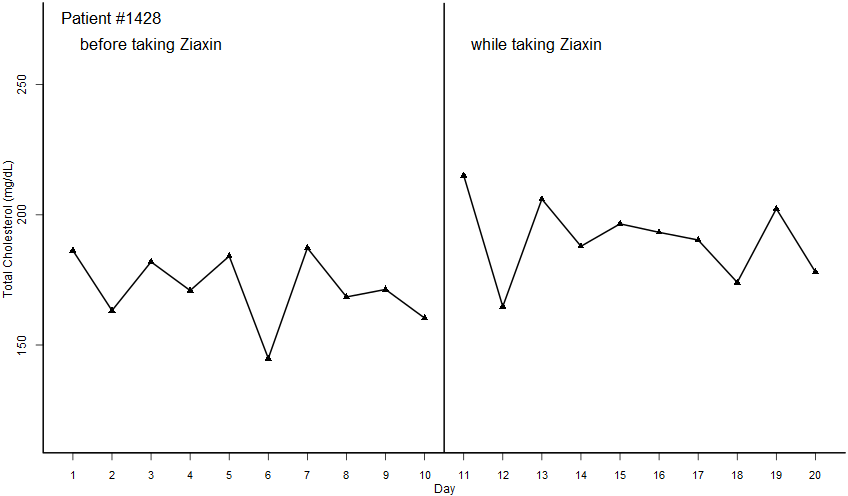 Patient #1428
before taking Ziaxin
while taking Ziaxin
Total Cholesterol (mg/dL)
250
200
150
1 2 3 4 5 6 7 8 9 10 11 12 13 14 15 16 17 18 19 20
Day